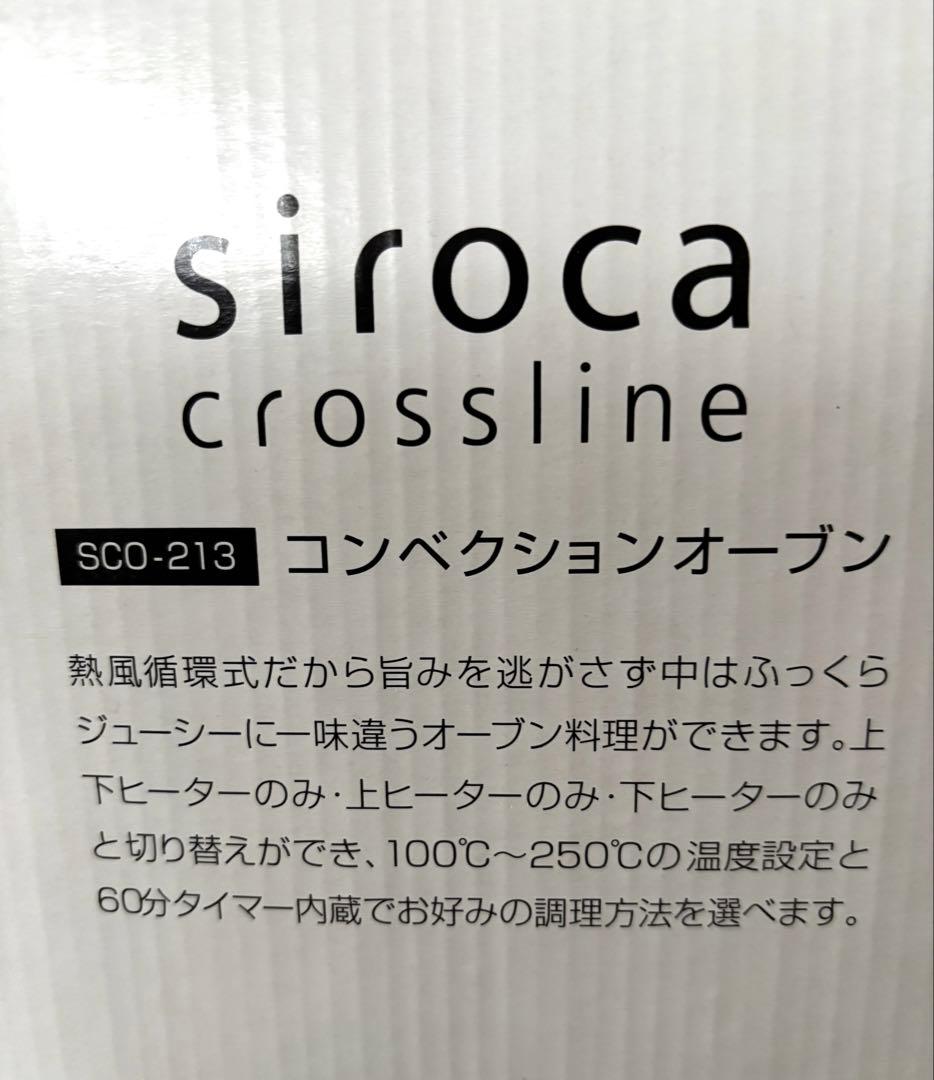 siroca
crossline
SCO-213 コンベクションオーブン
熱風循環式だから旨みを逃がさず中はふっくら
ジューシーに一味違うオーブン料理ができます。上
下ヒーターのみ・上ヒーターのみ・下ヒーターのみ
と切り替えができ、100℃～250℃の温度設定と
60分タイマー内蔵でお好みの調理方法を選べます。